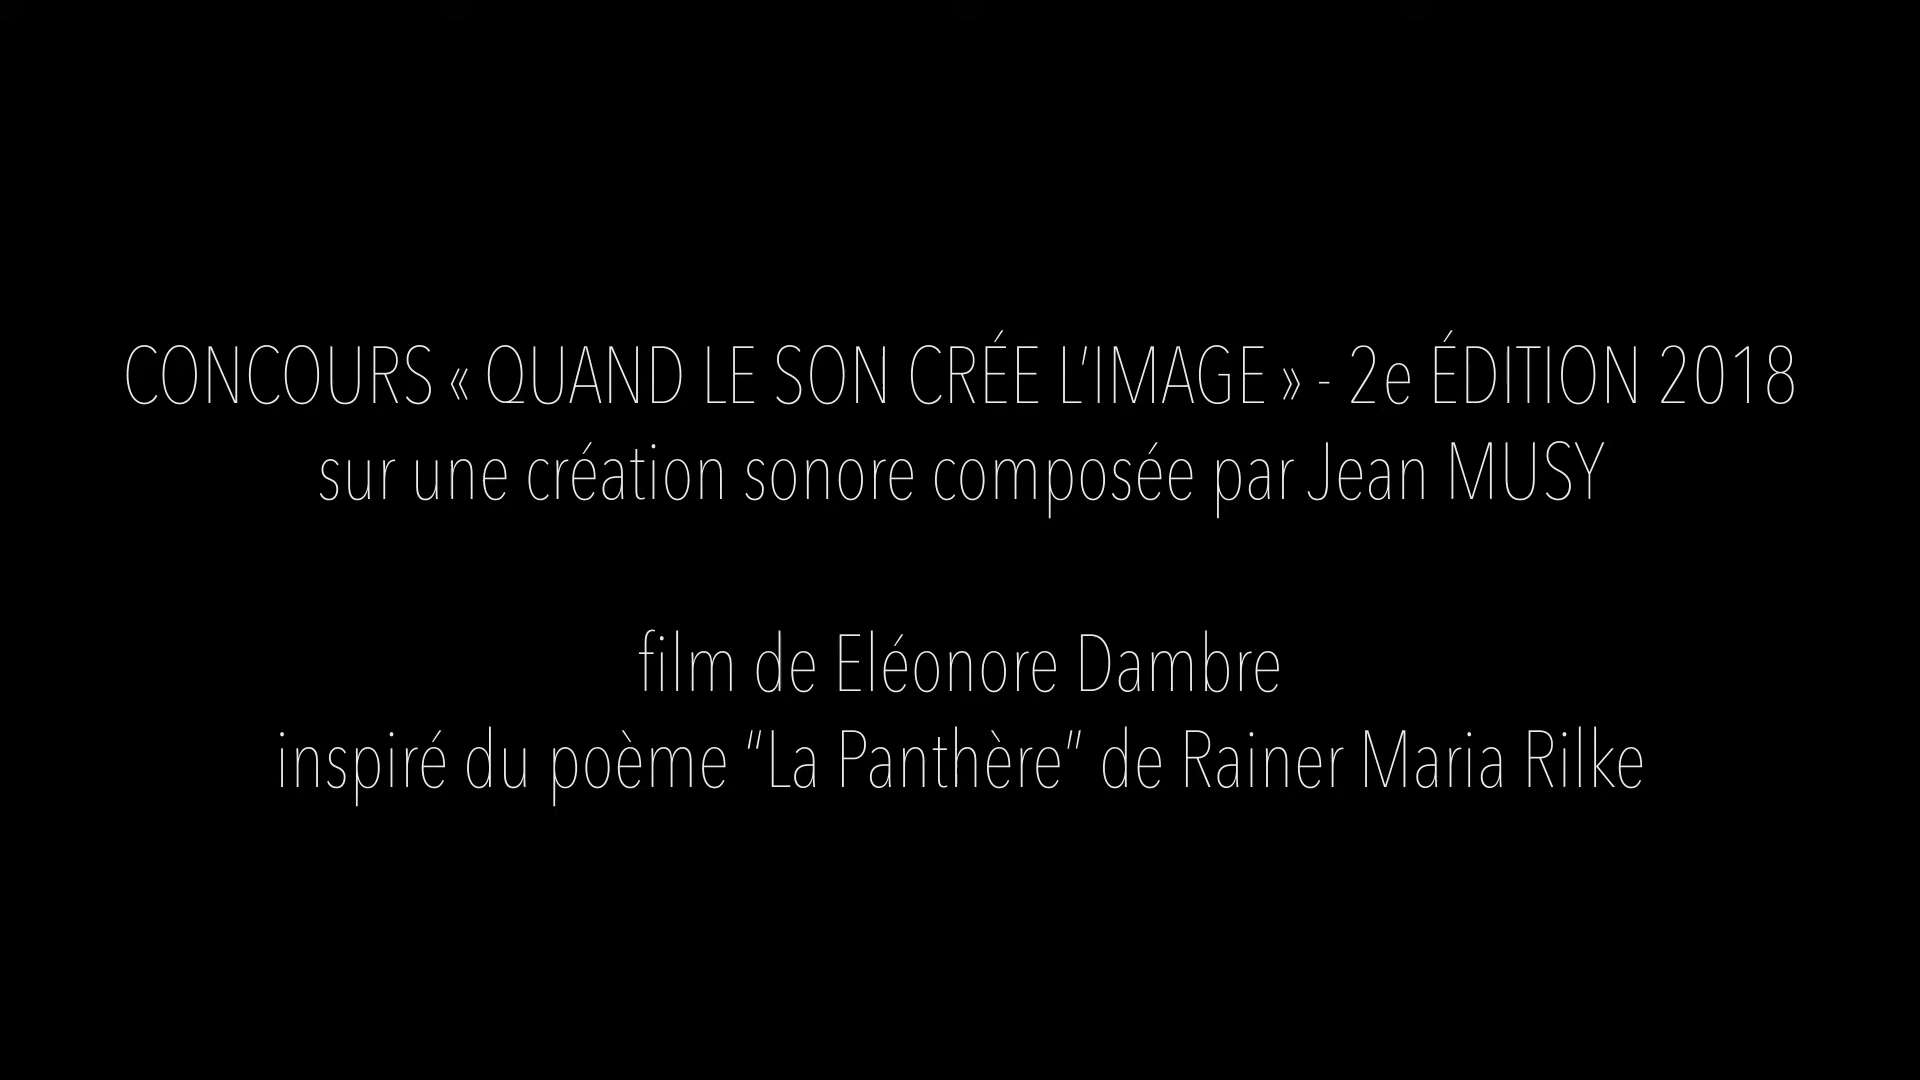 CONCOURS « QUAND LE SON CRÉE L’IMAGE » - 2e ÉDITION 2018
sur une création sonore composée par Jean MUSY
film de Eléonore Dambre
inspiré du poème “La Panthère” de Rainer Maria Rilke